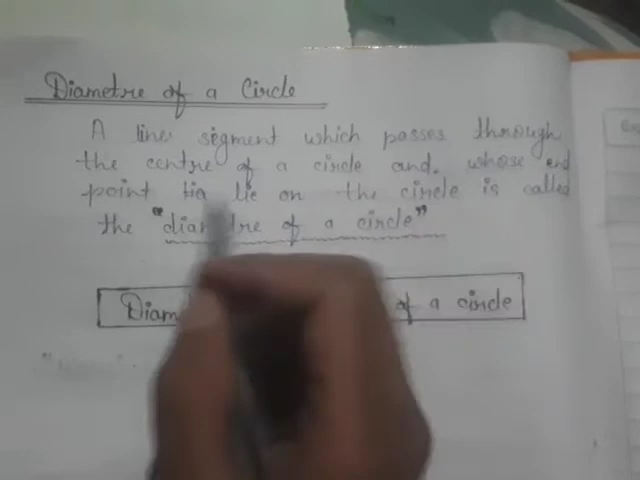 Diametre of a Circle
A line segment which passes through
the centre of a circle and. whose end
point lie on the circle is called
the "diametre of a circle"
of a circle